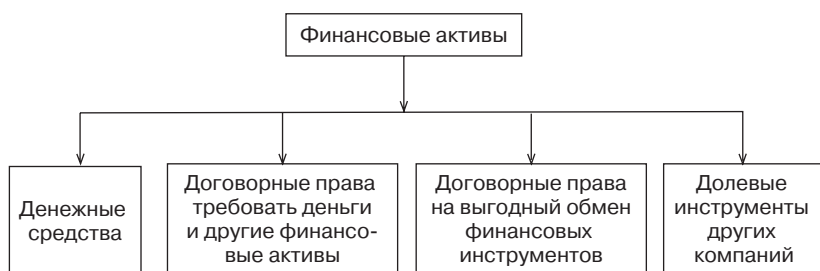 Финансовые активы
Денежные
средства
Договорные права
требовать деньги
и другие финансо-
вые активы
Договорные права
на выгодный обмен
финансовых
инструментов
Долевые
инструменты
других
компаний